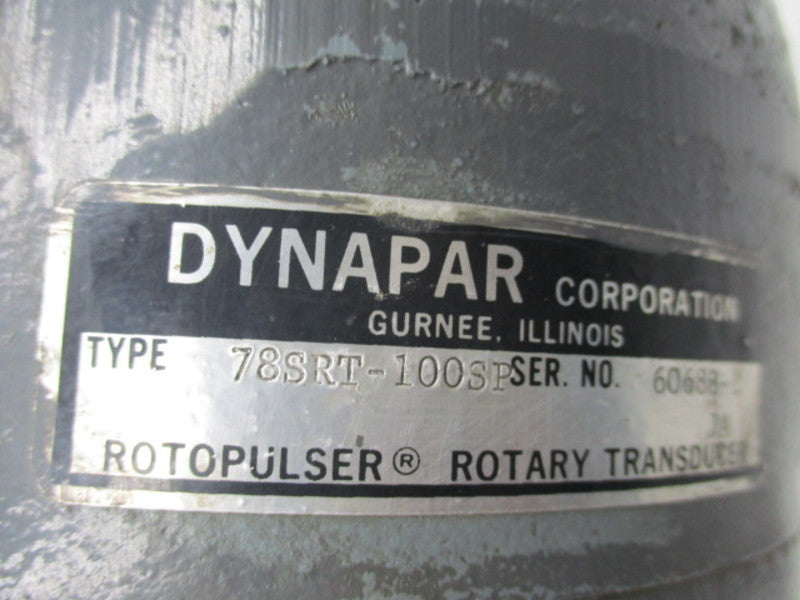 DYNAPAR CORPORATION
GURNEE, ILLINOIS
TYPE 78SRT-100SP SER. NO.
ROTOPULSER® ROTARY TRANSDUCER